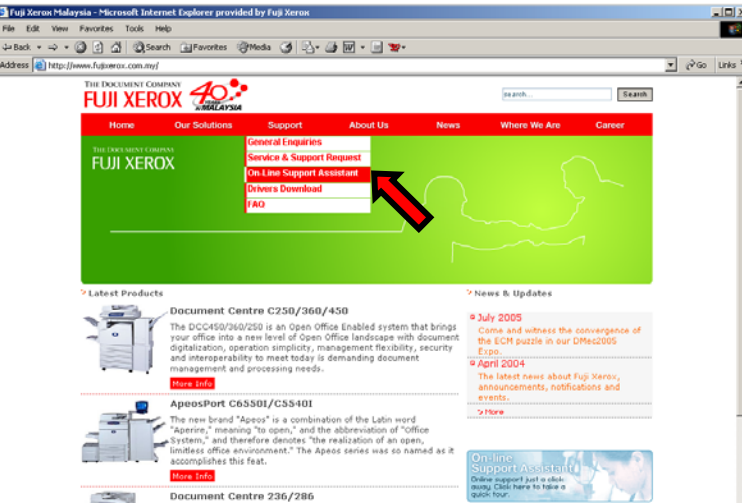 Fuji Xerox Malaysia - Microsoft Internet Explorer provided by Fuji Xerox
File Edit View Favorites Tools Help
Back Search Favorites Media
Address http://www.fujixerox.com.my/ Go Links
THE DOCUMENT COMPANY
FUJI XEROX 40 YEARS IN MALAYSIA
search... Search
Home Our Solutions Support About Us News Where We Are Career
General Enquiries
Service & Support Request
On-Line Support Assistant
Drivers Download
FAQ
THE DOCUMENT COMPANY
FUJI XEROX
Latest Products
Document Centre C250/360/450
The DCC450/360/250 is an Open Office Enabled system that brings
your office into a new level of Open Office landscape with document
digitalization, operation simplicity, management flexibility, security
and interoperability to meet today is demanding document
management and processing needs.
More Info
ApeosPort C6550I/C5540I
The new brand "Apeos" is a combination of the Latin word
"Aperire," meaning "to open," and the abbreviation of "Office
System," and therefore denotes "the realization of an open,
limitless office environment." The Apeos series was so named as it
accomplishes this feat.
More Info
Document Centre 236/286
News & Updates
July 2005
Come and witness the convergence of
the ECM puzzle in our DMec2005
Expo.
April 2004
The latest news about Fuji Xerox,
announcements, notifications and
events.
More
On-line
Support Assistant
Online support just a click
away. Click here to take a
quick tour.